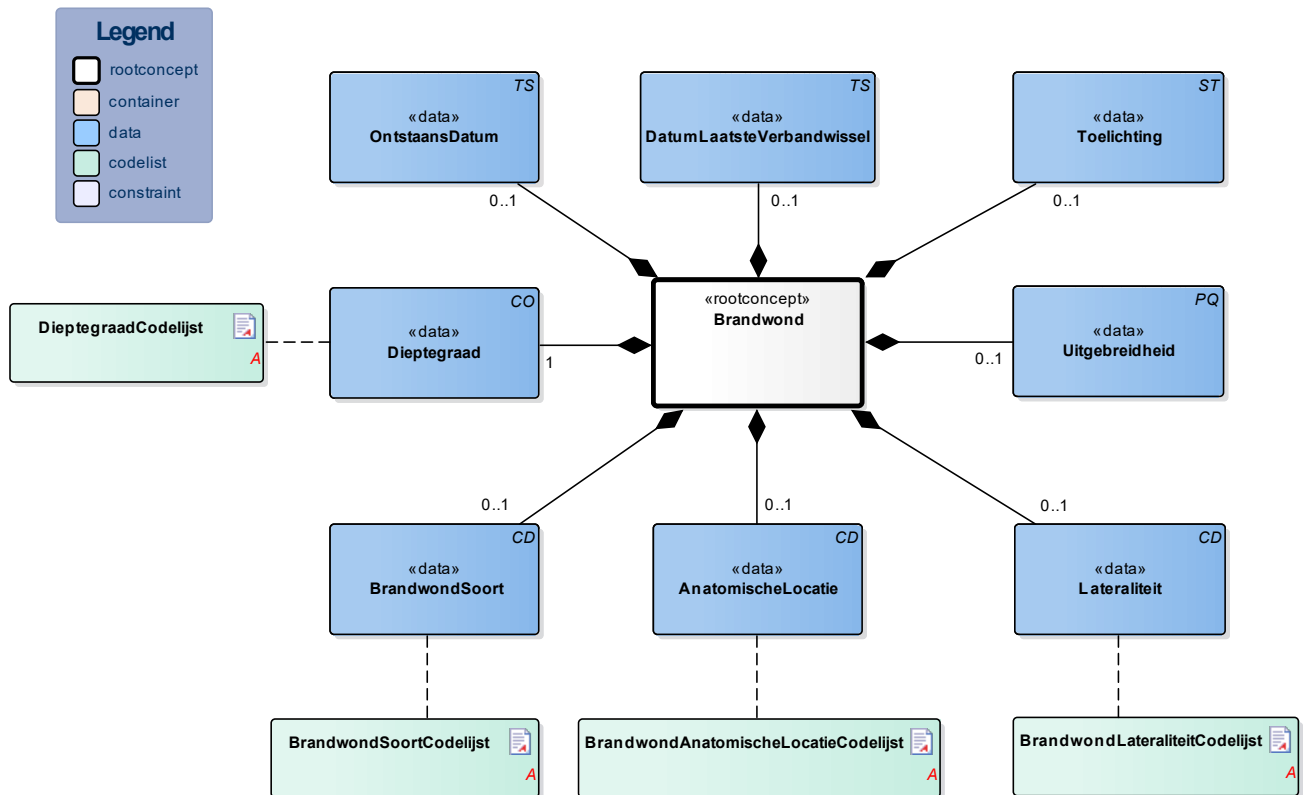 Legend
rootconcept
container
data
codelist
constraint
TS
«data»
OntstaansDatum
0..1
TS
«data»
DatumLaatsteVerbandwissel
0..1
ST
«data»
Toelichting
0..1
DieptegraadCodelijst
A
CO
«data»
Dieptegraad
1
«rootconcept»
Brandwond
PQ
«data»
Uitgebreidheid
0..1
0..1
CD
«data»
BrandwondSoort
0..1
CD
«data»
AnatomischeLocatie
0..1
CD
«data»
Lateraliteit
BrandwondSoortCodelijst
A
BrandwondAnatomischeLocatieCodelijst
A
BrandwondLateraliteitCodelijst
A